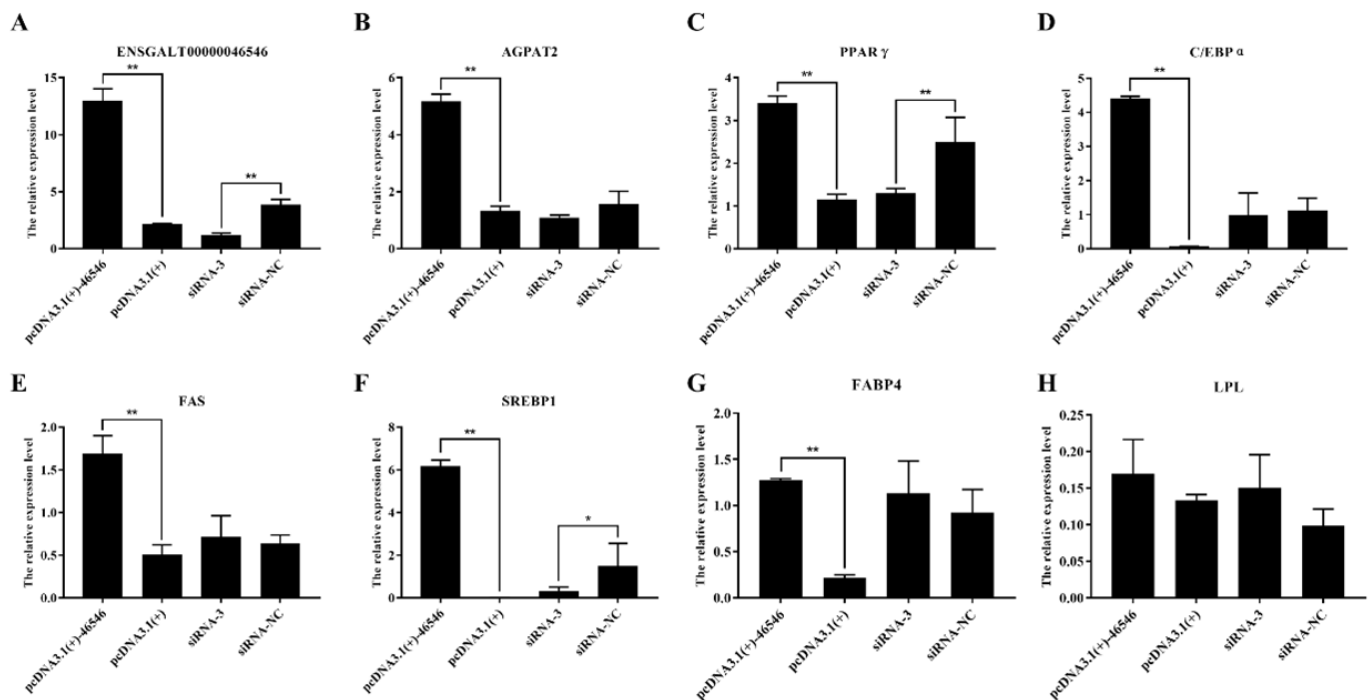 A
ENSGALT00000046546
The relative expression level
15
10
5
0
**
**
pcDNA3.1(+)-46546
pcDNA3.1(+)
siRNA-3
siRNA-NC
B
AGPAT2
The relative expression level
6
4
2
0
**
pcDNA3.1(+)-46546
pcDNA3.1(+)
siRNA-3
siRNA-NC
C
PPAR γ
The relative expression level
4
3
2
1
0
**
**
pcDNA3.1(+)-46546
pcDNA3.1(+)
siRNA-3
siRNA-NC
D
C/EBP α
The relative expression level
5
4
3
2
1
0
**
pcDNA3.1(+)-46546
pcDNA3.1(+)
siRNA-3
siRNA-NC
E
FAS
The relative expression level
2.0
1.5
1.0
0.5
0.0
**
pcDNA3.1(+)-46546
pcDNA3.1(+)
siRNA-3
siRNA-NC
F
SREBP1
The relative expression level
8
6
4
2
0
**
*
pcDNA3.1(+)-46546
pcDNA3.1(+)
siRNA-3
siRNA-NC
G
FABP4
The relative expression level
2.0
1.5
1.0
0.5
0.0
**
pcDNA3.1(+)-46546
pcDNA3.1(+)
siRNA-3
siRNA-NC
H
LPL
The relative expression level
0.25
0.20
0.15
0.10
0.05
0.00
pcDNA3.1(+)-46546
pcDNA3.1(+)
siRNA-3
siRNA-NC